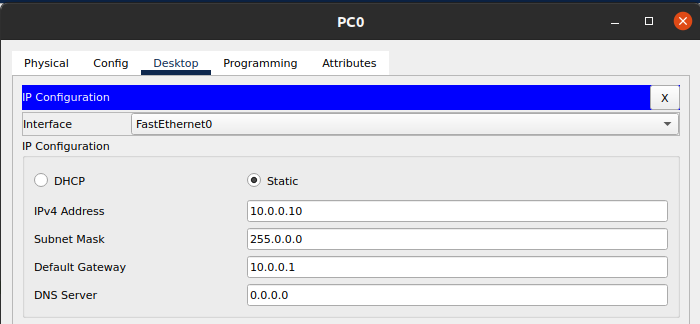 PC0
Physical Config Desktop Programming Attributes
IP Configuration X
Interface FastEthernet0
IP Configuration
DHCP Static
IPv4 Address 10.0.0.10
Subnet Mask 255.0.0.0
Default Gateway 10.0.0.1
DNS Server 0.0.0.0